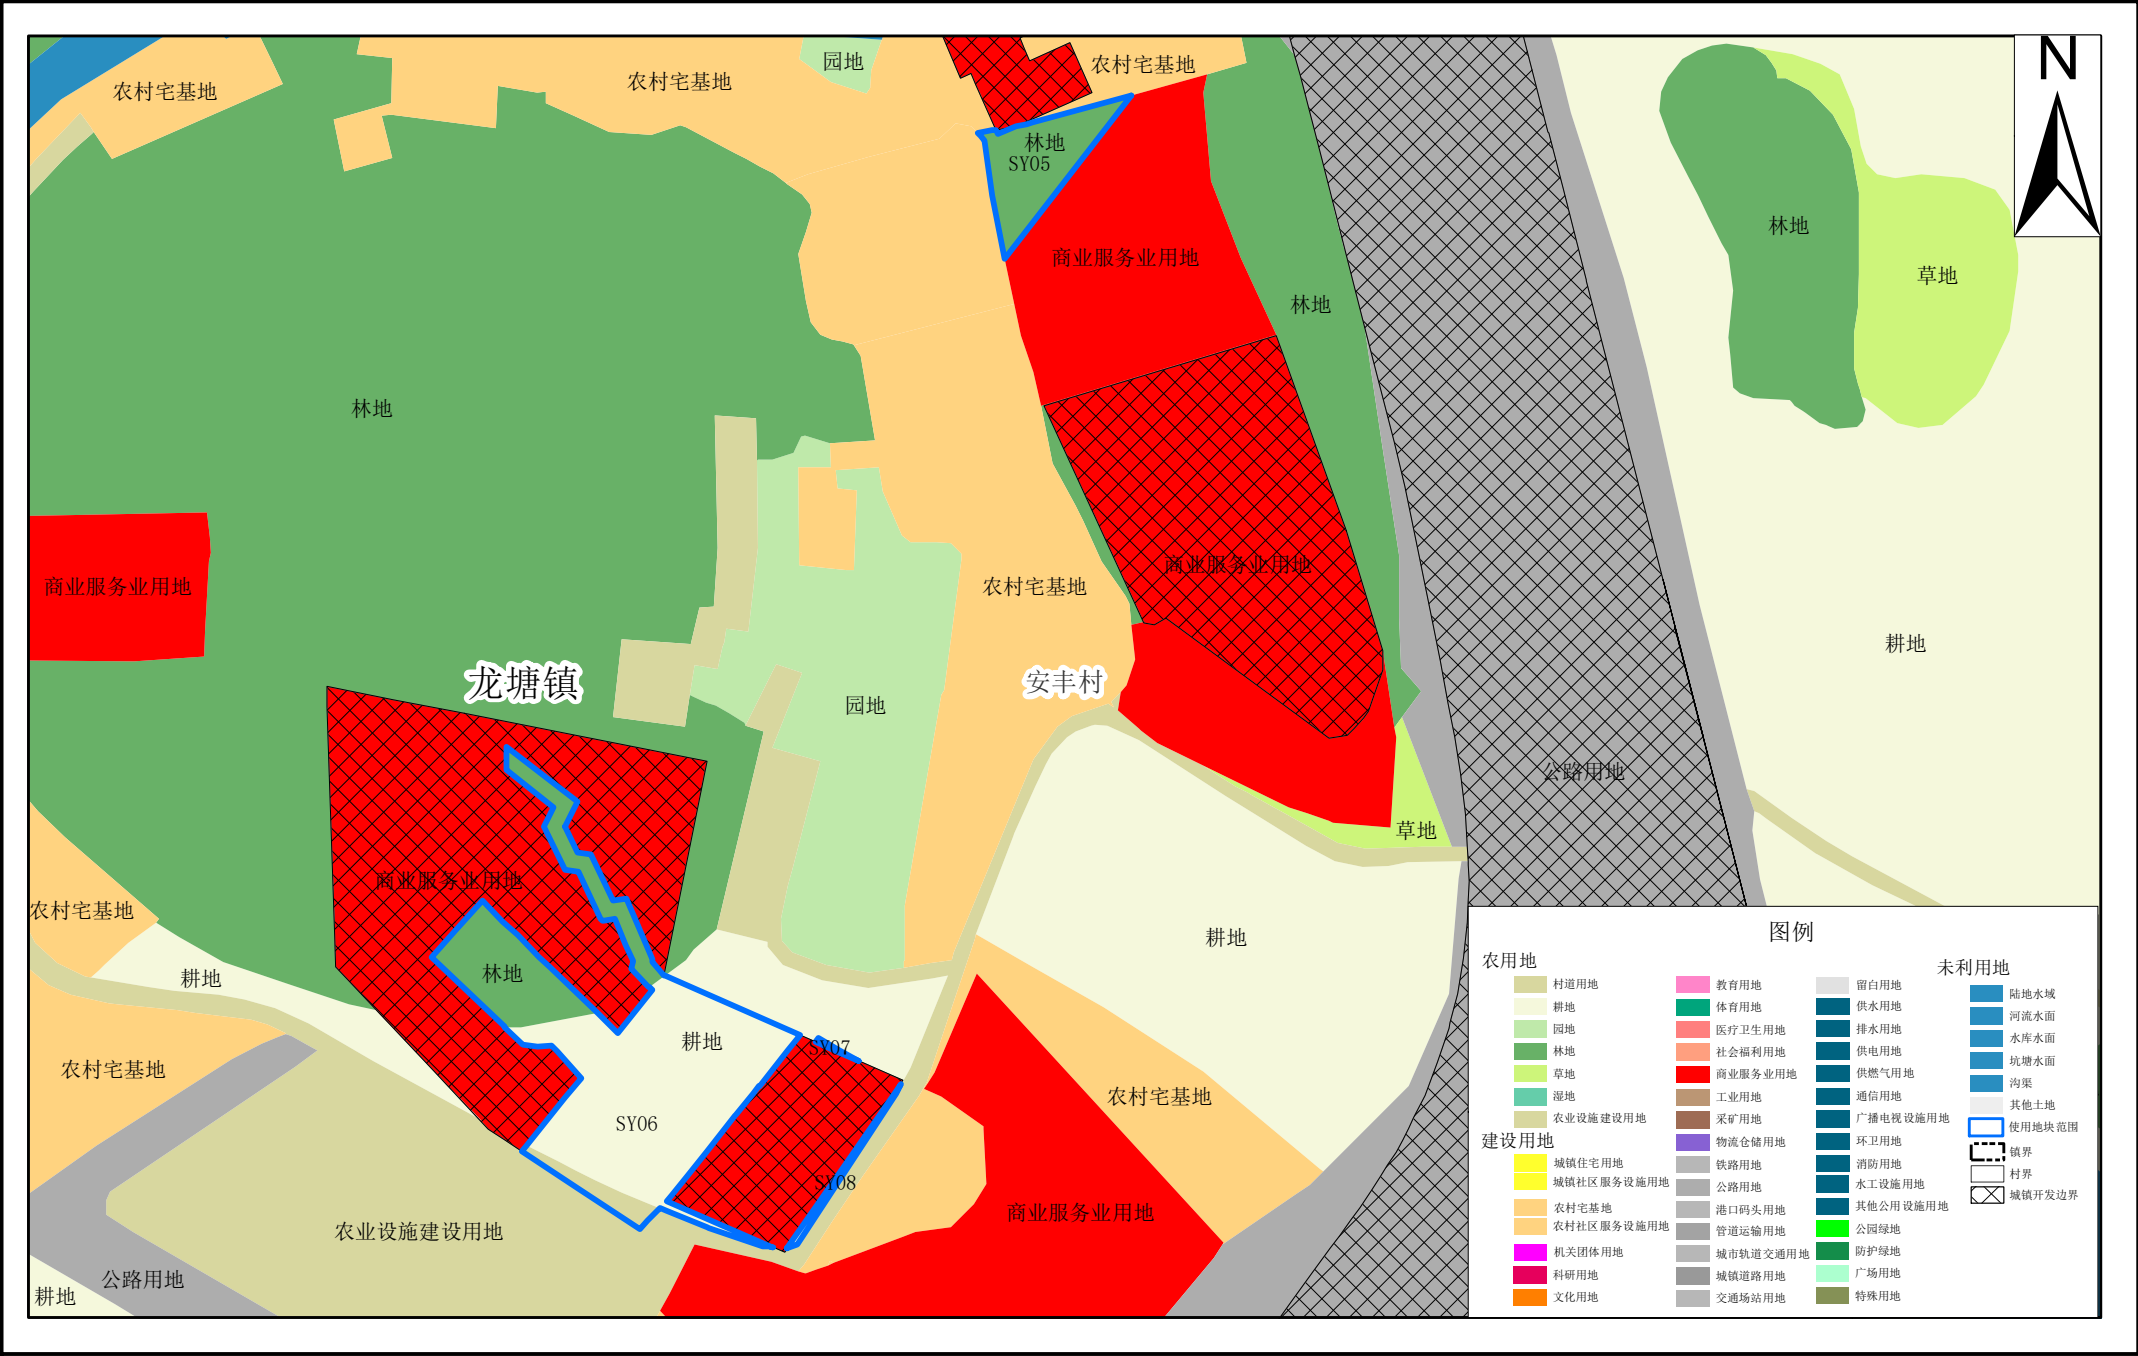 N
园地
农村宅基地
农村宅基地
农村宅基地
林地
SY05
林地
草地
商业服务业用地
林地
林地
商业服务业用地
商业服务业用地
农村宅基地
耕地
龙塘镇
安丰村
园地
公路用地
草地
商业服务业用地
农村宅基地
耕地
林地
耕地
耕地
SY07
农村宅基地
农村宅基地
SY06
SY08
商业服务业用地
农业设施建设用地
公路用地
耕地
图例
农用地
村道用地
耕地
园地
林地
草地
湿地
农业设施建设用地
建设用地
城镇住宅用地
城镇社区服务设施用地
农村宅基地
农村社区服务设施用地
机关团体用地
科研用地
文化用地
教育用地
体育用地
医疗卫生用地
社会福利用地
商业服务业用地
工业用地
采矿用地
物流仓储用地
铁路用地
公路用地
港口码头用地
管道运输用地
城市轨道交通用地
城镇道路用地
交通场站用地
留白用地
供水用地
排水用地
供电用地
供燃气用地
通信用地
广播电视设施用地
环卫用地
消防用地
水工设施用地
其他公用设施用地
公园绿地
防护绿地
广场用地
特殊用地
未利用地
陆地水域
河流水面
水库水面
坑塘水面
沟渠
其他土地
使用地块范围
镇界
村界
城镇开发边界